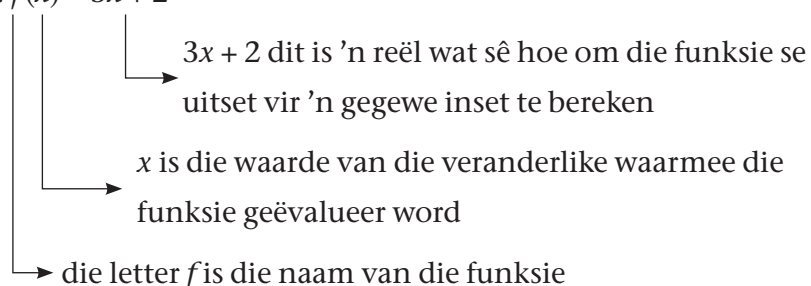 3x + 2 dit is ’n reël wat sê hoe om die funksie se
uitset vir ’n gegewe inset te bereken
x is die waarde van die veranderlike waarmee die
funksie geëvalueer word
die letter f is die naam van die funksie